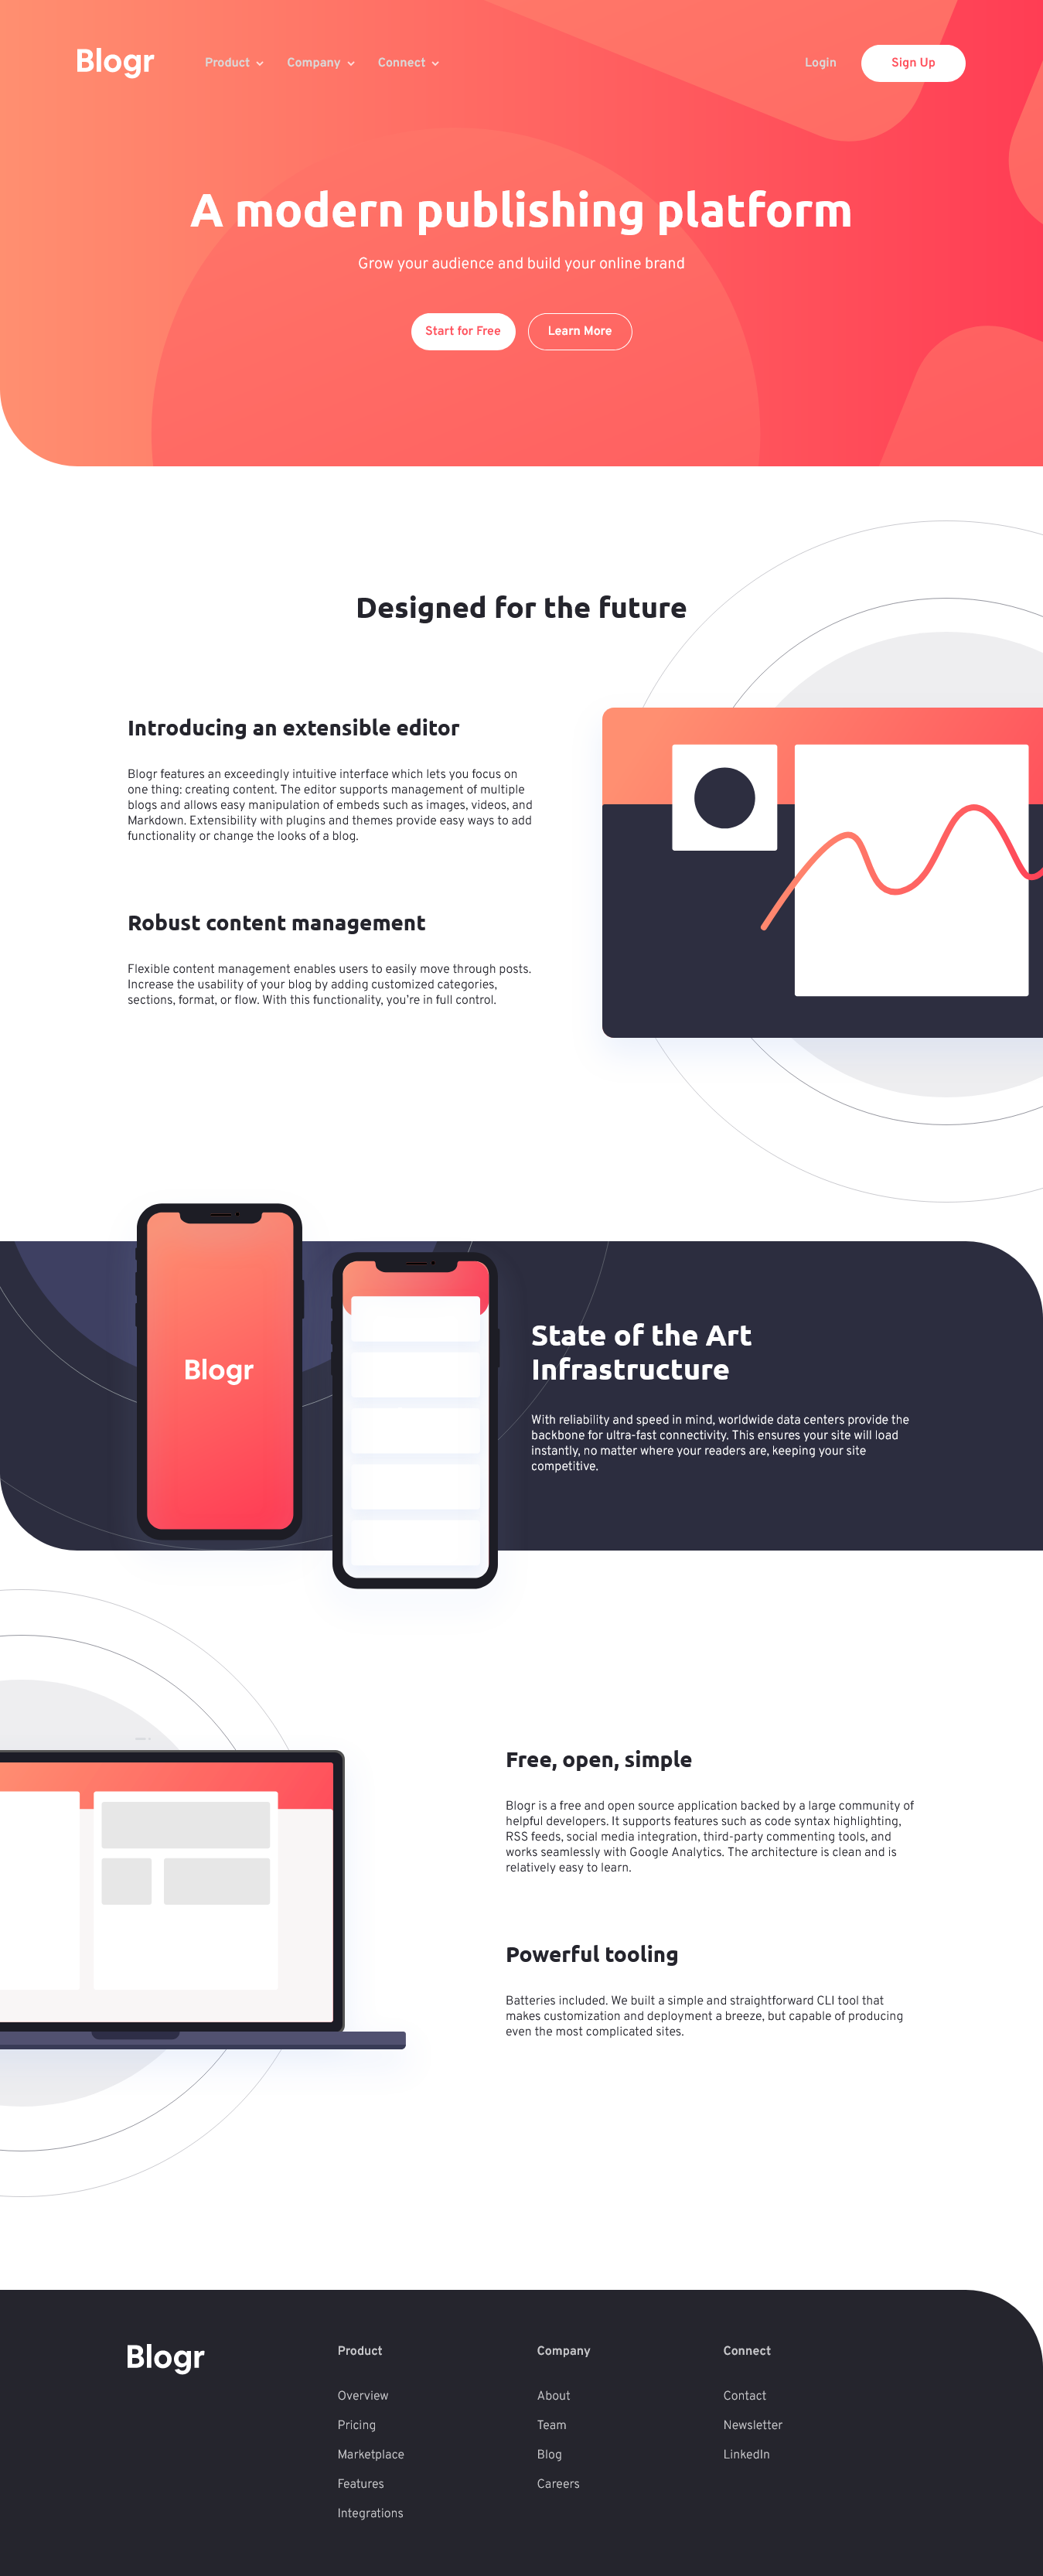 Blogr
Product
Company
Connect
Login
Sign Up
A modern publishing platform
Grow your audience and build your online brand
Start for Free
Learn More
Designed for the future
Introducing an extensible editor
Blogr features an exceedingly intuitive interface which lets you focus on
one thing: creating content. The editor supports management of multiple
blogs and allows easy manipulation of embeds such as images, videos, and
Markdown. Extensibility with plugins and themes provide easy ways to add
functionality or change the looks of a blog.
Robust content management
Flexible content management enables users to easily move through posts.
Increase the usability of your blog by adding customized categories,
sections, format, or flow. With this functionality, you’re in full control.
Blogr
State of the Art
Infrastructure
With reliability and speed in mind, worldwide data centers provide the
backbone for ultra-fast connectivity. This ensures your site will load
instantly, no matter where your readers are, keeping your site
competitive.
Free, open, simple
Blogr is a free and open source application backed by a large community of
helpful developers. It supports features such as code syntax highlighting,
RSS feeds, social media integration, third-party commenting tools, and
works seamlessly with Google Analytics. The architecture is clean and is
relatively easy to learn.
Powerful tooling
Batteries included. We built a simple and straightforward CLI tool that
makes customization and deployment a breeze, but capable of producing
even the most complicated sites.
Blogr
Product
Overview
Pricing
Marketplace
Features
Integrations
Company
About
Team
Blog
Careers
Connect
Contact
Newsletter
LinkedIn